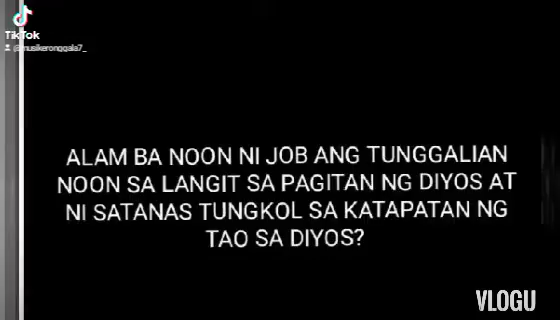 TikTok
@musikeronggala7_
ALAM BA NOON NI JOB ANG TUNGGALIAN
NOON SA LANGIT SA PAGITAN NG DIYOS AT
NI SATANAS TUNGKOL SA KATAPATAN NG
TAO SA DIYOS?
VLOGU